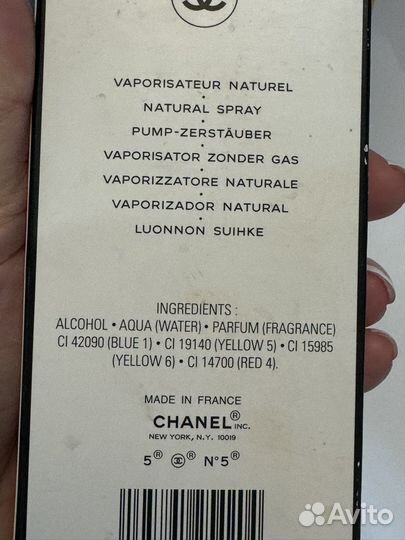 VAPORISATEUR NATUREL
NATURAL SPRAY
PUMP-ZERSTÄUBER
VAPORISATOR ZONDER GAS
VAPORIZZATORE NATURALE
VAPORIZADOR NATURAL
LUONNON SUIHKE
INGREDIENTS :
ALCOHOL • AQUA (WATER) • PARFUM (FRAGRANCE)
CI 42090 (BLUE 1) • CI 19140 (YELLOW 5) • CI 15985
(YELLOW 6) • CI 14700 (RED 4).
MADE IN FRANCE
CHANEL® INC.
NEW YORK, N.Y. 10019
5® ® N°5®
Avito